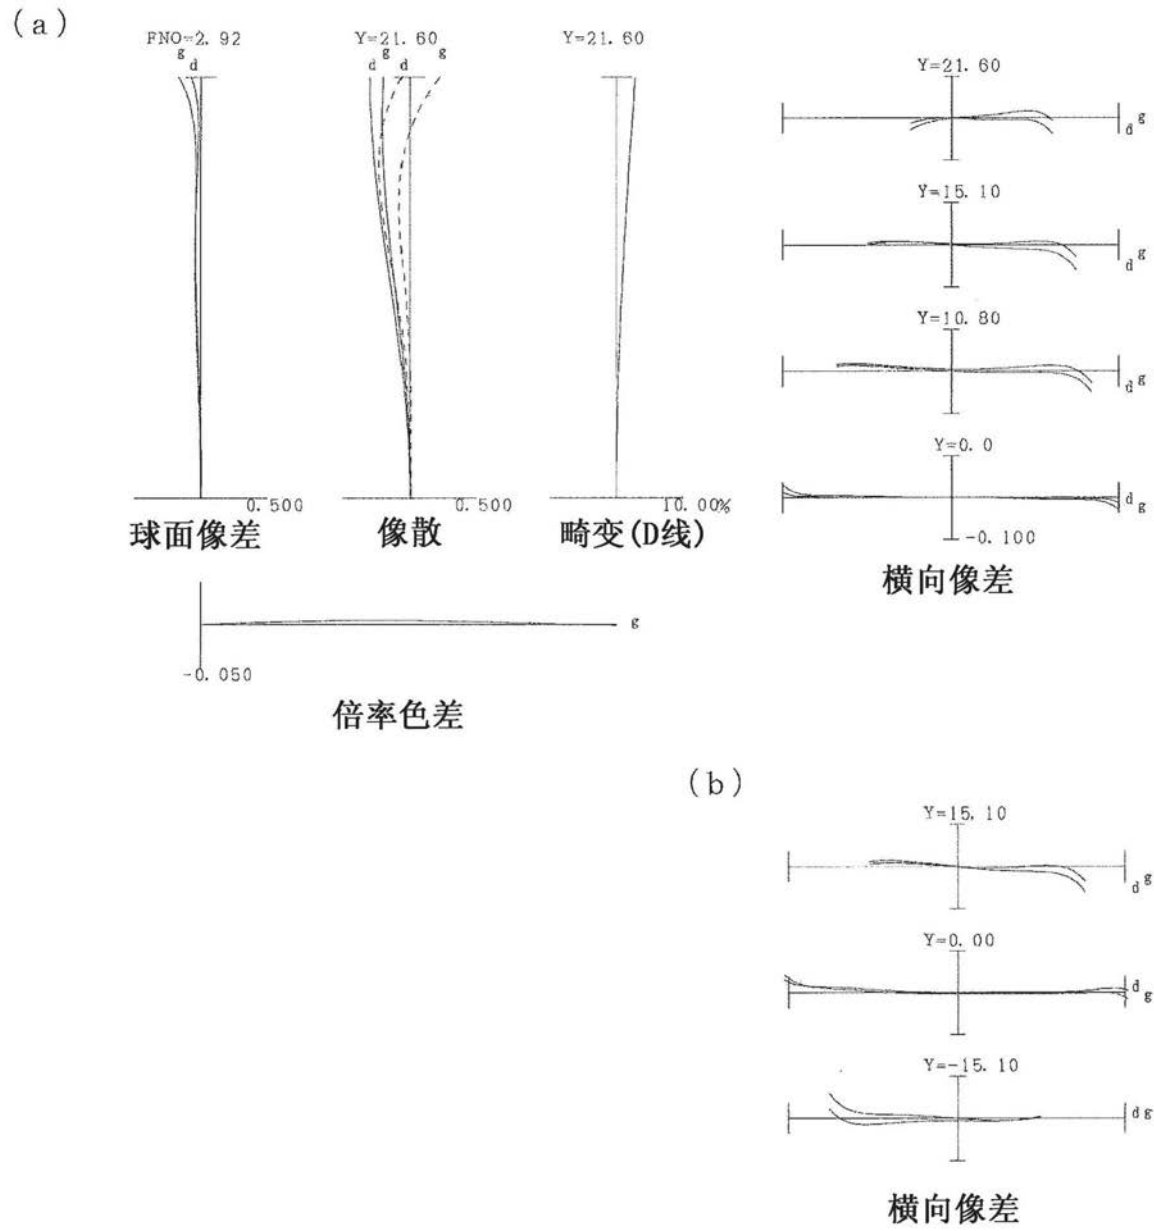 (a)
FNO=2.92
g
d
Y=21.60
d g d g
Y=21.60
0.500
球面像差
0.500
像散
10.00%
畸变(D线)
Y=21.60
d g
Y=15.10
d g
Y=10.80
d g
Y=0.0
d g
-0.100
横向像差
g
-0.050
倍率色差
(b)
Y=15.10
d g
Y=0.00
d
g
Y=-15.10
d g
横向像差